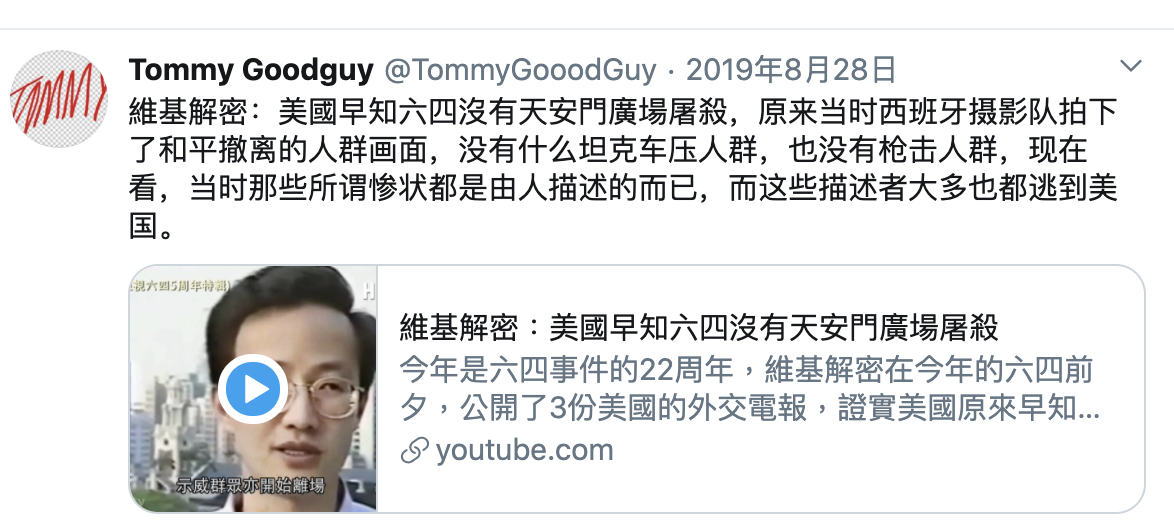 TOMMY
Tommy Goodguy @TommyGooodGuy · 2019年8月28日
維基解密：美國早知六四沒有天安門廣場屠殺，原来当时西班牙摄影队拍下
了和平撤离的人群画面，没有什么坦克车压人群，也没有枪击人群，现在
看，当时那些所谓惨状都是由人描述的而已，而这些描述者大多也都逃到美
国。
視六四5周年特輯)
H
維基解密：美國早知六四沒有天安門廣場屠殺
今年是六四事件的22周年，維基解密在今年的六四前
夕，公開了3份美國的外交電報，證實美國原來早知...
示威群眾亦開始離場
youtube.com